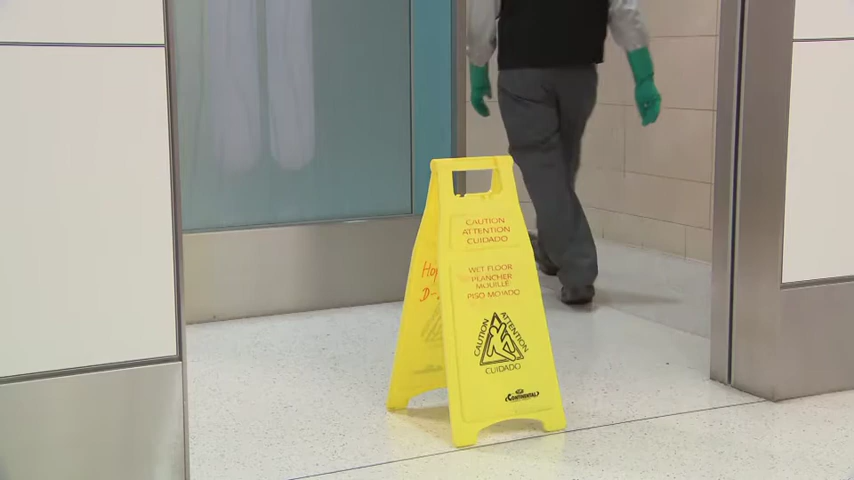 CAUTION
ATTENTION
CUIDADO
WET FLOOR
PLANCHER
MOUILLÉ
PISO MOJADO
CAUTION ATTENTION
CUIDADO
CONTINENTAL